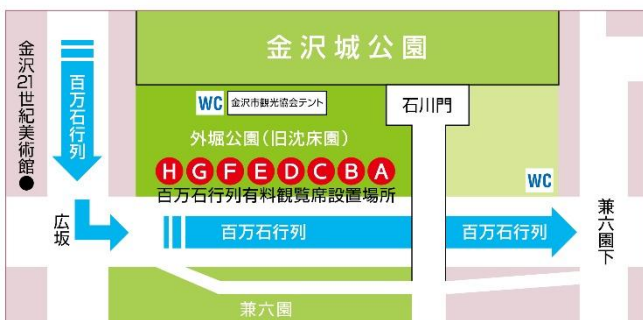 金沢城公園
金沢21世紀美術館●
百万石行列
WC 金沢市観光協会テント
石川門
外堀公園(旧沈床園)
H G F E D C B A
百万石行列有料観覧席設置場所
WC
広坂
百万石行列
百万石行列
兼六園下
兼六園